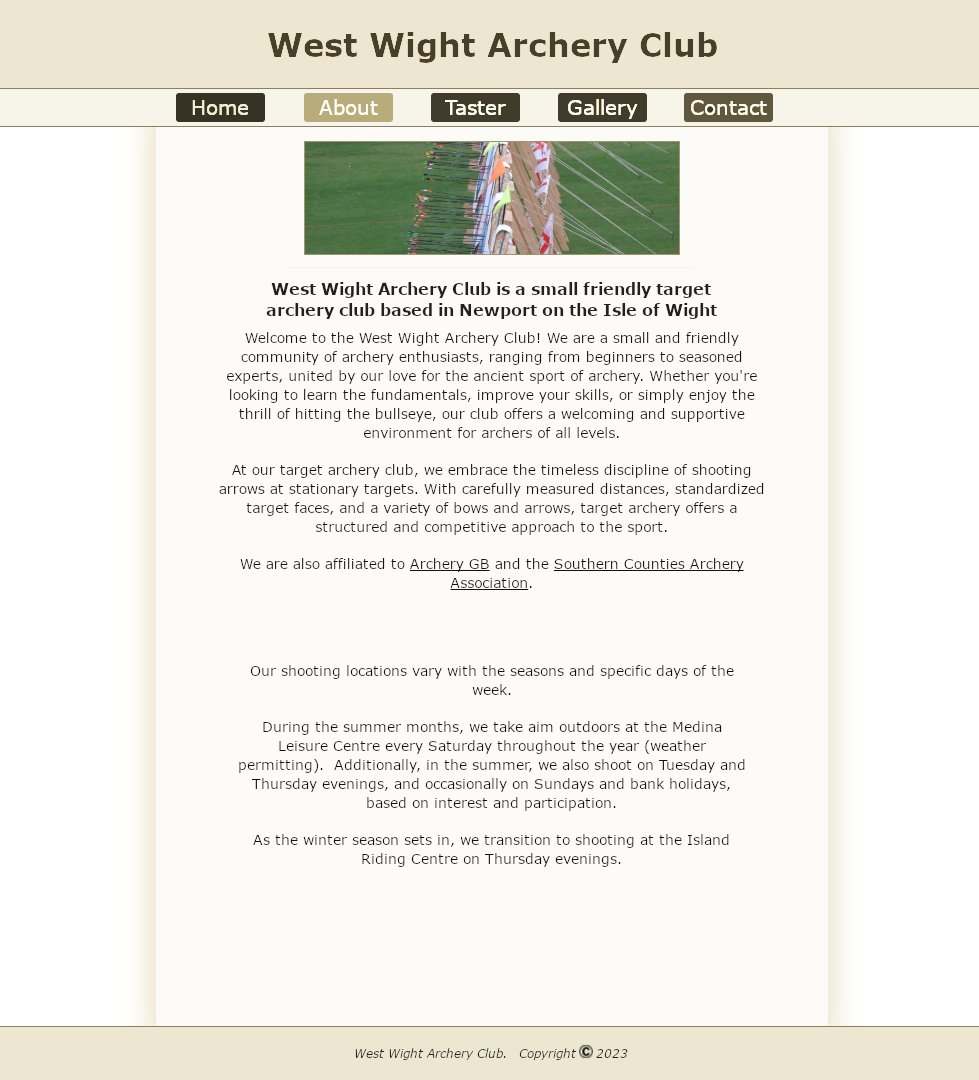 West Wight Archery Club
Home About Taster Gallery Contact
West Wight Archery Club is a small friendly target
archery club based in Newport on the Isle of Wight
Welcome to the West Wight Archery Club! We are a small and friendly
community of archery enthusiasts, ranging from beginners to seasoned
experts, united by our love for the ancient sport of archery. Whether you're
looking to learn the fundamentals, improve your skills, or simply enjoy the
thrill of hitting the bullseye, our club offers a welcoming and supportive
environment for archers of all levels.
At our target archery club, we embrace the timeless discipline of shooting
arrows at stationary targets. With carefully measured distances, standardized
target faces, and a variety of bows and arrows, target archery offers a
structured and competitive approach to the sport.
We are also affiliated to Archery GB and the Southern Counties Archery
Association.
Our shooting locations vary with the seasons and specific days of the
week.
During the summer months, we take aim outdoors at the Medina
Leisure Centre every Saturday throughout the year (weather
permitting).  Additionally, in the summer, we also shoot on Tuesday and
Thursday evenings, and occasionally on Sundays and bank holidays,
based on interest and participation.
As the winter season sets in, we transition to shooting at the Island
Riding Centre on Thursday evenings.
West Wight Archery Club.   Copyright © 2023